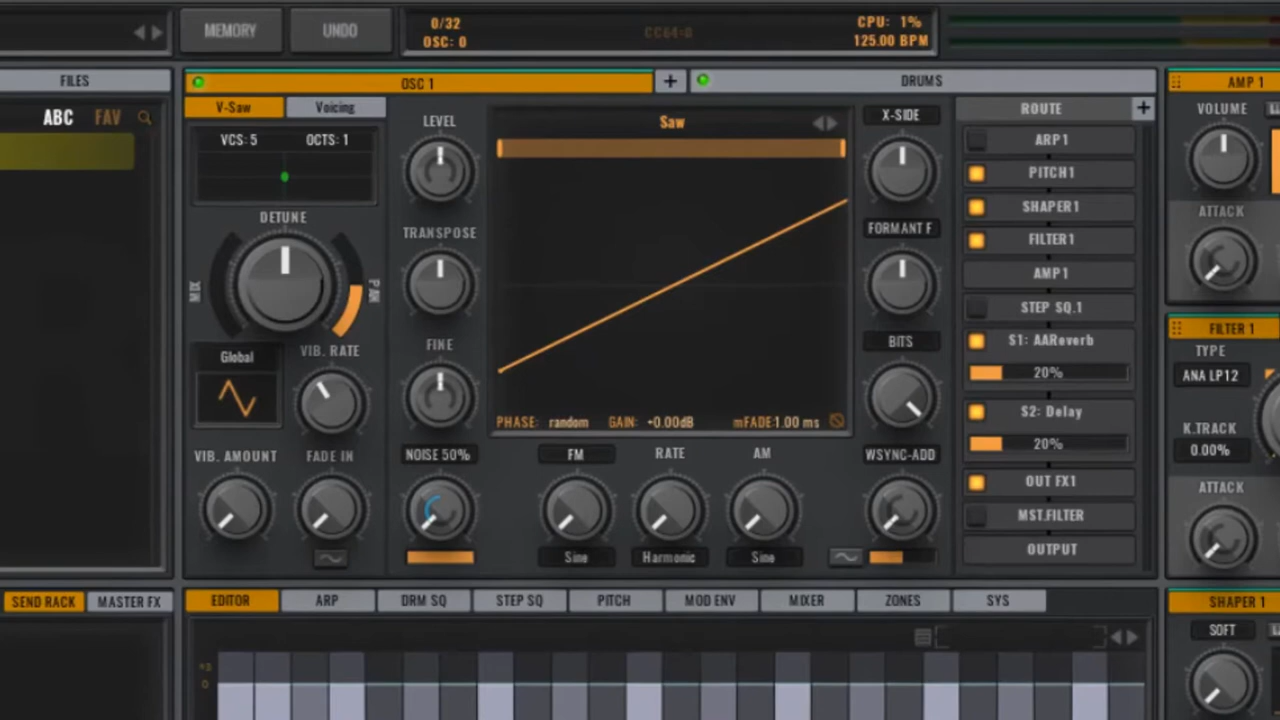 MEMORY
UNDO
0/32
OSC: 0
CC64:0
CPU: 1%
125.00 BPM
FILES
ABC
FAV
OSC 1
+
DRUMS
V-Saw
Voicing
VCS: 5
OCTS: 1
DETUNE
MIX
PAN
Global
VIB. RATE
VIB. AMOUNT
FADE IN
LEVEL
TRANSPOSE
FINE
NOISE 50%
Saw
PHASE: random GAIN: +0.00dB mFADE:1.00 ms
FM
RATE
AM
Sine
Harmonic
Sine
X-SIDE
FORMANT F
BITS
WSYNC-ADD
ROUTE
+
ARP1
PITCH1
SHAPER1
FILTER1
AMP1
STEP SQ.1
S1: AAReverb
20%
S2: Delay
20%
OUT FX1
MST.FILTER
OUTPUT
AMP 1
VOLUME
ATTACK
FILTER 1
TYPE
ANA LP12
K.TRACK
0.00%
ATTACK
SHAPER 1
SOFT
SEND RACK
MASTER FX
EDITOR
ARP
DRM SQ
STEP SQ
PITCH
MOD ENV
MIXER
ZONES
SYS
0